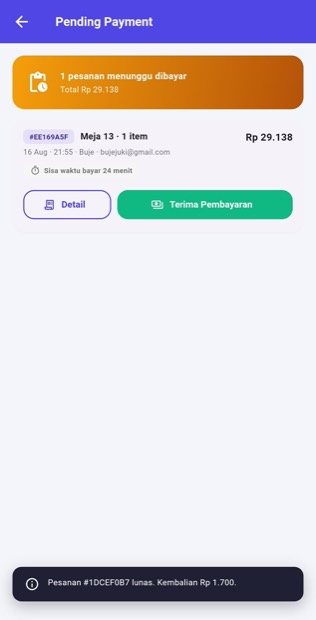 Pending Payment
1 pesanan menunggu dibayar
Total Rp 29.138
#EE169A5F Meja 13 · 1 item Rp 29.138
16 Aug · 21:55 · Buje · bujejuki@gmail.com
Sisa waktu bayar 24 menit
Detail Terima Pembayaran
Pesanan #1DCEF0B7 lunas. Kembalian Rp 1.700.